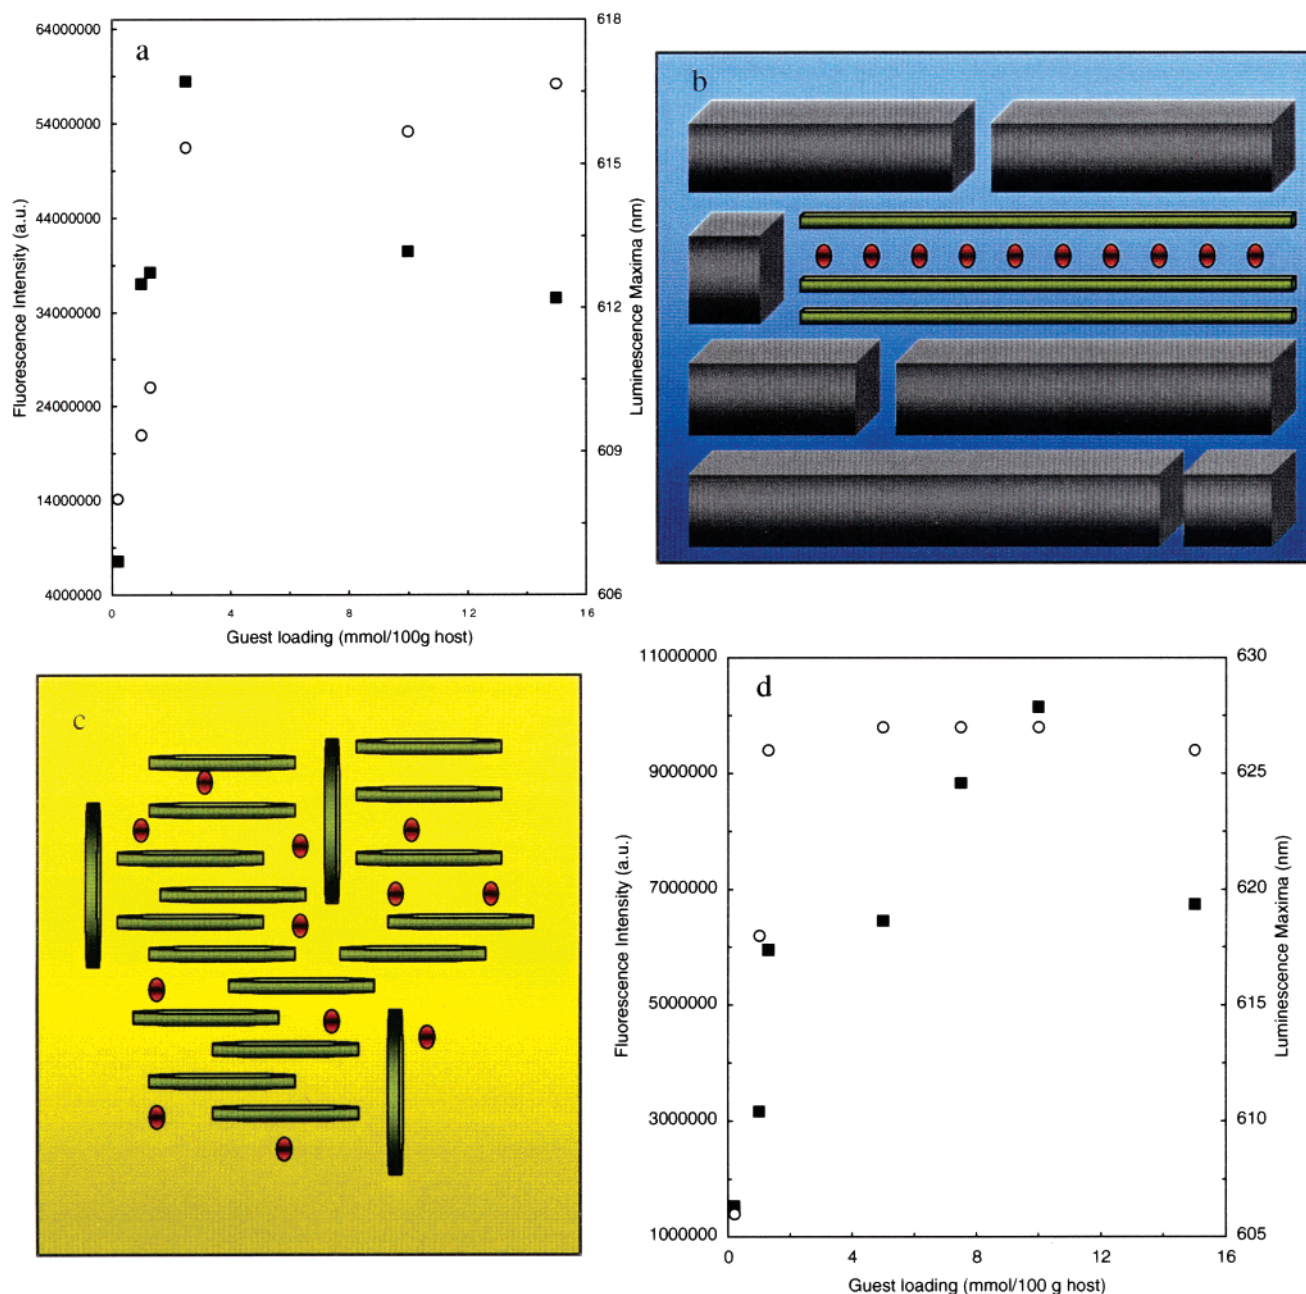 a
64000000
54000000
44000000
34000000
24000000
14000000
4000000
Fluorescence Intensity (a.u.)
618
615
612
609
606
Luminescence Maxima (nm)
0 4 8 12 16
Guest loading (mmol/100g host)
b
c
d
11000000
9000000
7000000
5000000
3000000
1000000
Fluorescence Intensity (a.u.)
630
625
620
615
610
605
Luminescence Maxima (nm)
0 4 8 12 16
Guest loading (mmol/100 g host)